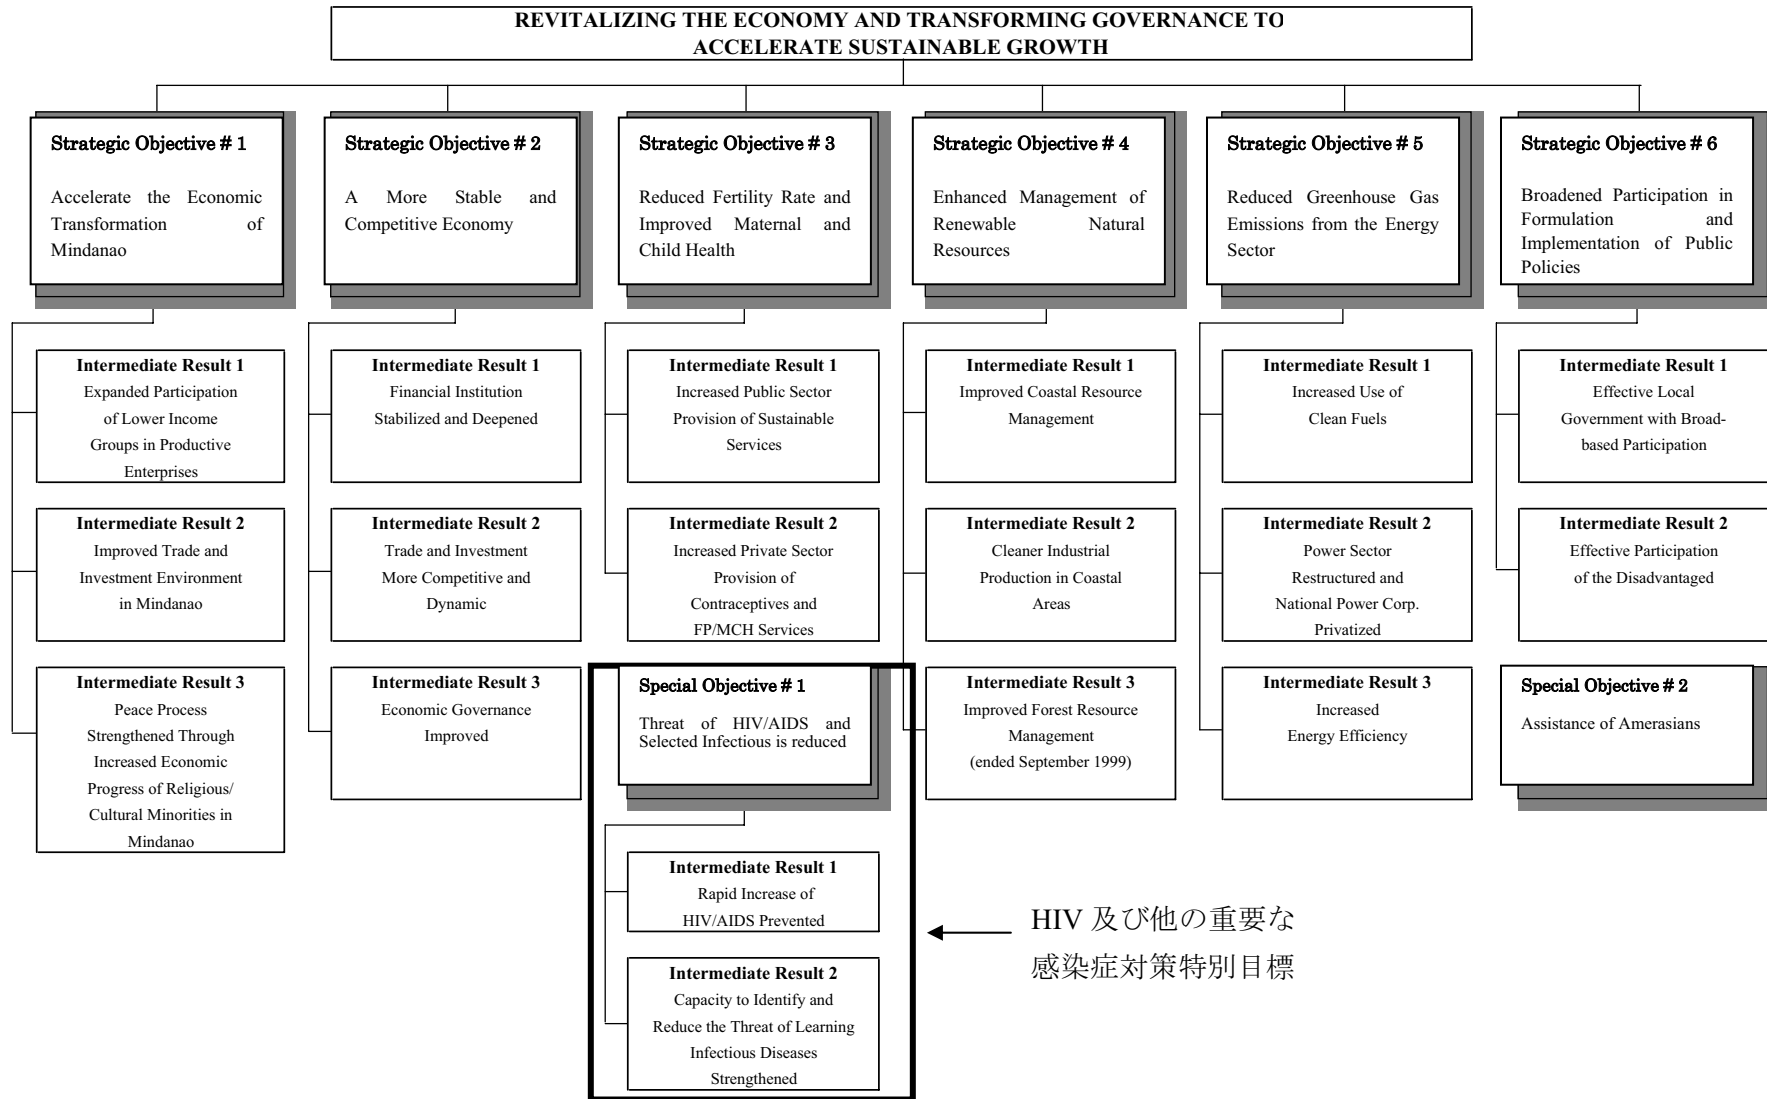 REVITALIZING THE ECONOMY AND TRANSFORMING GOVERNANCE TO
ACCELERATE SUSTAINABLE GROWTH
Strategic Objective # 1
Accelerate the Economic
Transformation of
Mindanao
Intermediate Result 1
Expanded Participation
of Lower Income
Groups in Productive
Enterprises
Intermediate Result 2
Improved Trade and
Investment Environment
in Mindanao
Intermediate Result 3
Peace Process
Strengthened Through
Increased Economic
Progress of Religious/
Cultural Minorities in
Mindanao
Strategic Objective # 2
A More Stable and
Competitive Economy
Intermediate Result 1
Financial Institution
Stabilized and Deepened
Intermediate Result 2
Trade and Investment
More Competitive and
Dynamic
Intermediate Result 3
Economic Governance
Improved
Strategic Objective # 3
Reduced Fertility Rate and
Improved Maternal and
Child Health
Intermediate Result 1
Increased Public Sector
Provision of Sustainable
Services
Intermediate Result 2
Increased Private Sector
Provision of
Contraceptives and
FP/MCH Services
Special Objective # 1
Threat of HIV/AIDS and
Selected Infectious is reduced
Intermediate Result 1
Rapid Increase of
HIV/AIDS Prevented
Intermediate Result 2
Capacity to Identify and
Reduce the Threat of Learning
Infectious Diseases
Strengthened
Strategic Objective # 4
Enhanced Management of
Renewable Natural
Resources
Intermediate Result 1
Improved Coastal Resource
Management
Intermediate Result 2
Cleaner Industrial
Production in Coastal
Areas
Intermediate Result 3
Improved Forest Resource
Management
(ended September 1999)
Strategic Objective # 5
Reduced Greenhouse Gas
Emissions from the Energy
Sector
Intermediate Result 1
Increased Use of
Clean Fuels
Intermediate Result 2
Power Sector
Restructured and
National Power Corp.
Privatized
Intermediate Result 3
Increased
Energy Efficiency
Strategic Objective # 6
Broadened Participation in
Formulation and
Implementation of Public
Policies
Intermediate Result 1
Effective Local
Government with Broad-
based Participation
Intermediate Result 2
Effective Participation
of the Disadvantaged
Special Objective # 2
Assistance of Amerasians
HIV 及び他の重要な
感染症対策特別目標